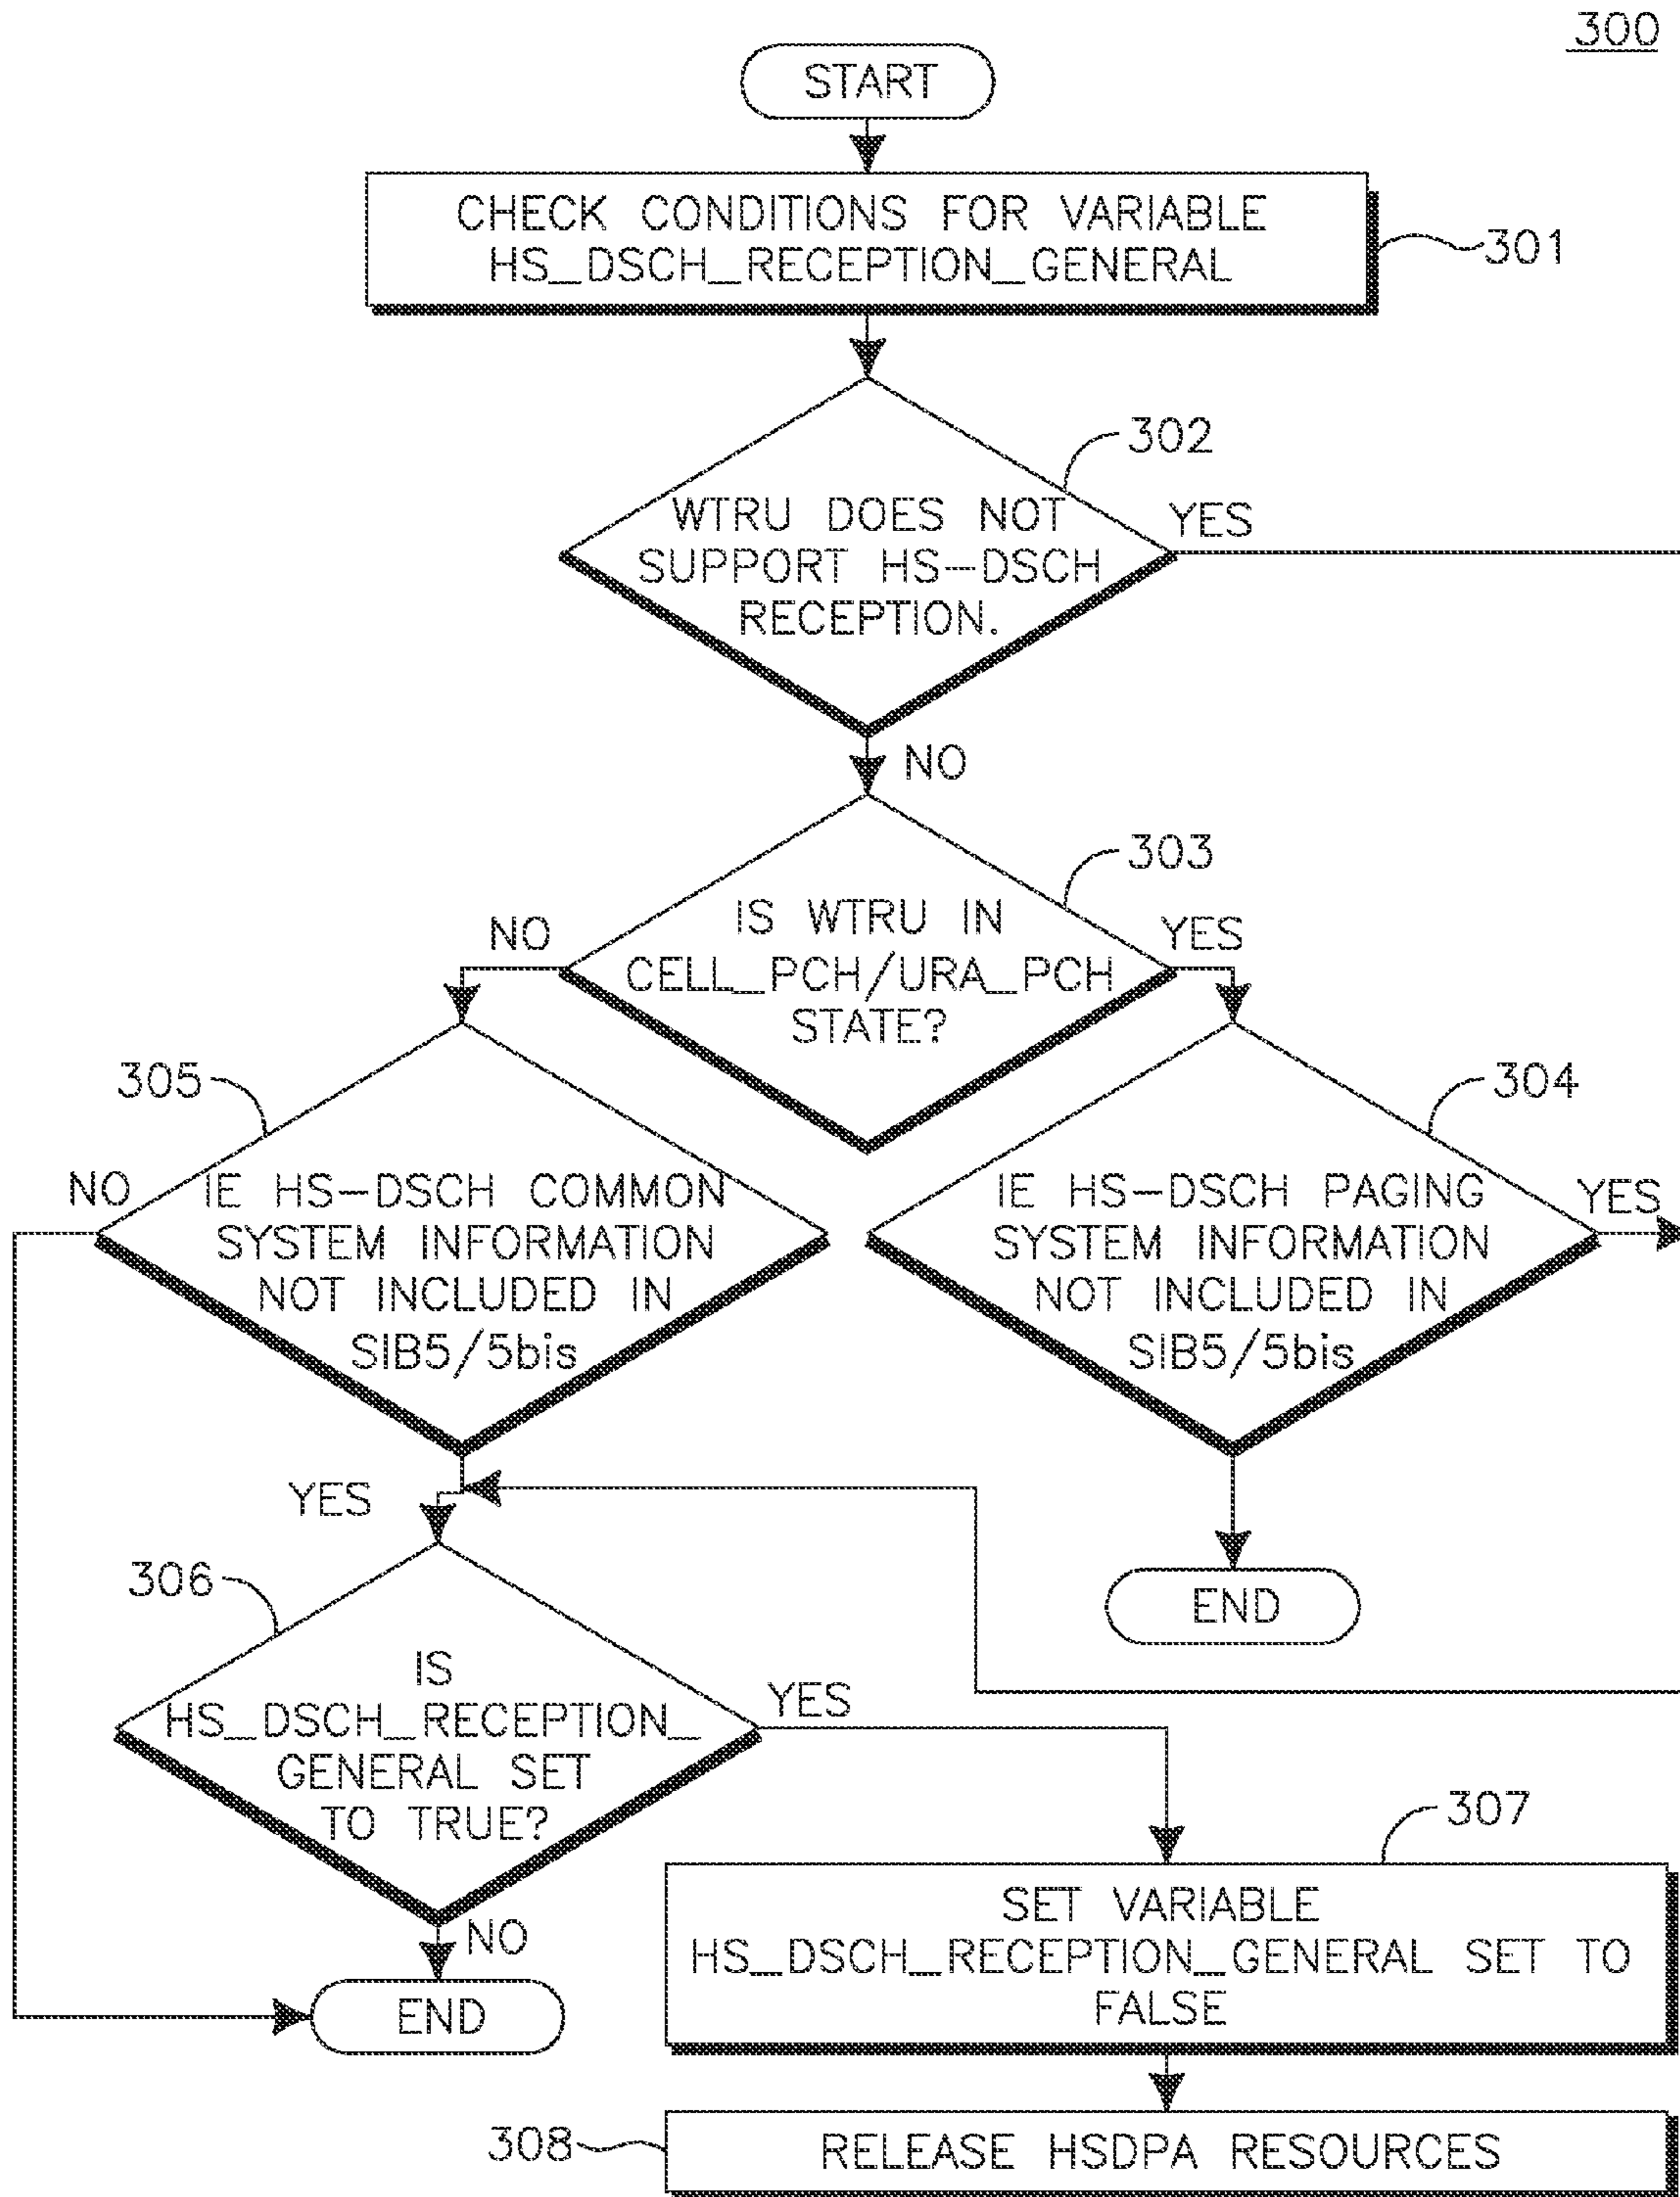 300
START
CHECK CONDITIONS FOR VARIABLE
HS_DSCH_RECEPTION_GENERAL
301
302
WTRU DOES NOT
SUPPORT HS-DSCH
RECEPTION.
YES
NO
303
IS WTRU IN
CELL_PCH/URA_PCH
STATE?
NO
YES
305
304
NO
IE HS-DSCH COMMON
SYSTEM INFORMATION
NOT INCLUDED IN
SIB5/5bis
IE HS-DSCH PAGING
SYSTEM INFORMATION
NOT INCLUDED IN
SIB5/5bis
YES
YES
306
END
IS
HS_DSCH_RECEPTION_
GENERAL SET
TO TRUE?
YES
307
NO
END
SET VARIABLE
HS_DSCH_RECEPTION_GENERAL SET TO
FALSE
308
RELEASE HSDPA RESOURCES